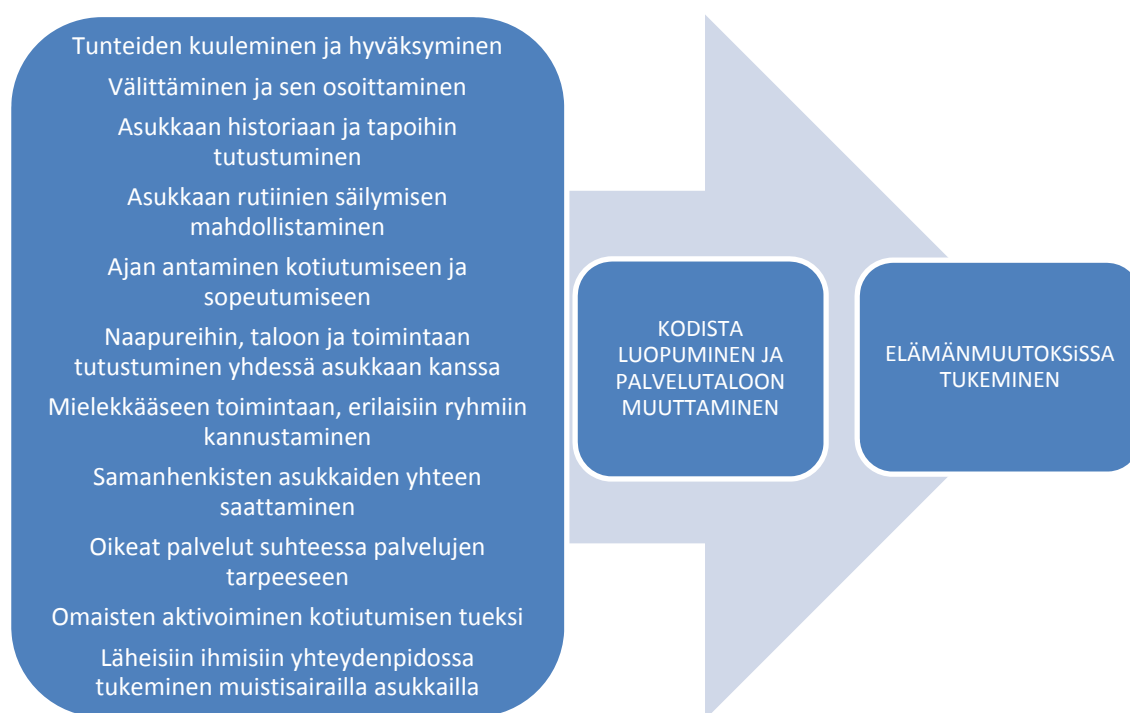 Tunteiden kuuleminen ja hyväksyminen
Välittäminen ja sen osoittaminen
Asukkaan historiaan ja tapoihin
tutustuminen
Asukkaan rutiinien säilymisen
mahdollistaminen
Ajan antaminen kotiutumiseen ja
sopeutumiseen
Naapureihin, taloon ja toimintaan
tutustuminen yhdessä asukkaan kanssa
Mielekkääseen toimintaan, erilaisiin ryhmiin
kannustaminen
Samanhenkisten asukkaiden yhteen
saattaminen
Oikeat palvelut suhteessa palvelujen
tarpeeseen
Omaisten aktivoiminen kotiutumisen tueksi
Läheisiin ihmisiin yhteydenpidossa
tukeminen muistisairailla asukkailla
KODISTA
LUOPUMINEN JA
PALVELUTALOON
MUUTTAMINEN
ELÄMÄNMUUTOKSiSSA
TUKEMINEN